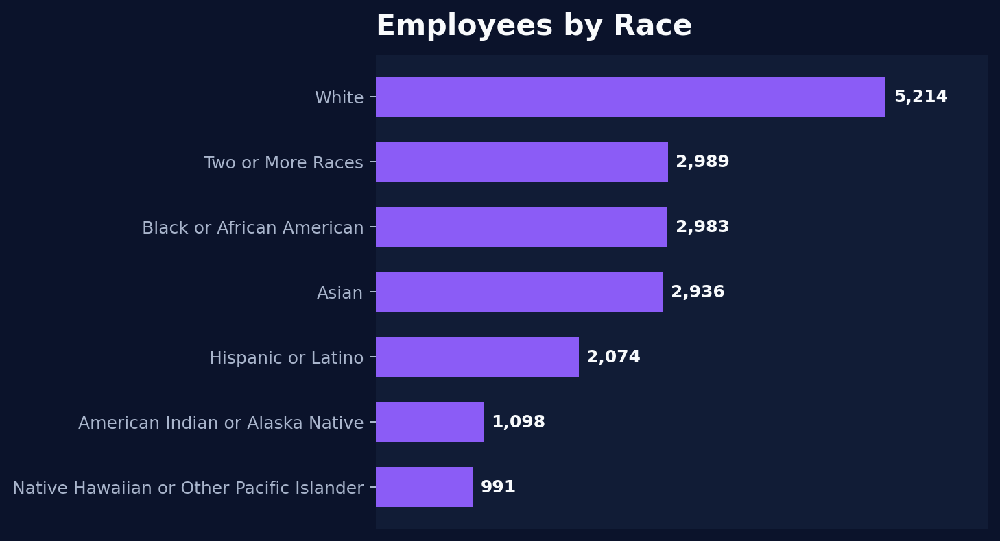 Employees by Race
White 5,214
Two or More Races 2,989
Black or African American 2,983
Asian 2,936
Hispanic or Latino 2,074
American Indian or Alaska Native 1,098
Native Hawaiian or Other Pacific Islander 991